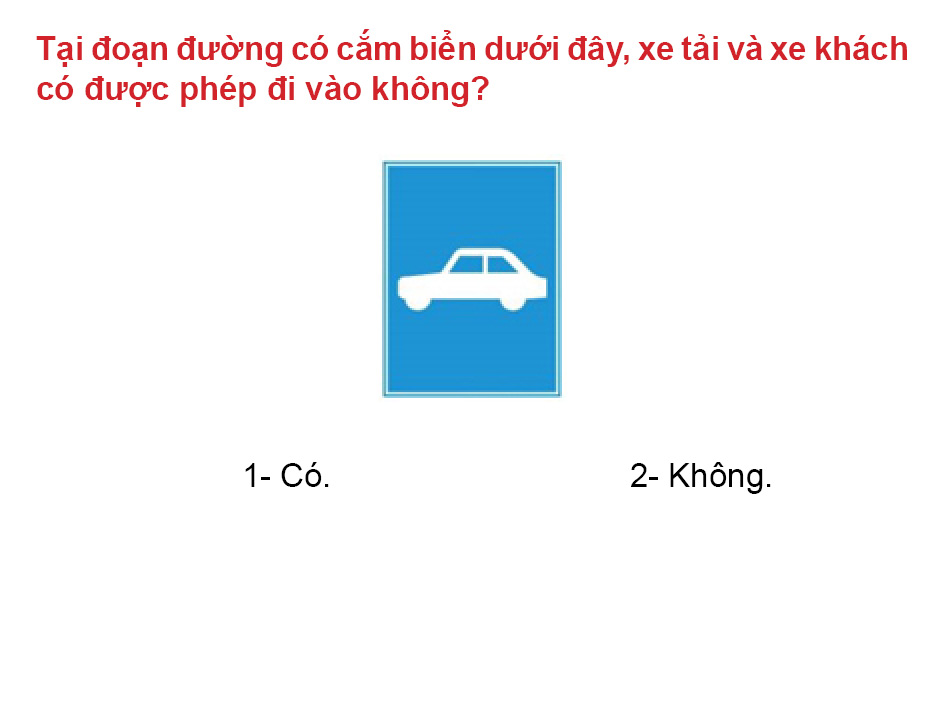 Tại đoạn đường có cắm biển dưới đây, xe tải và xe khách
có được phép đi vào không?
1- Có.
2- Không.